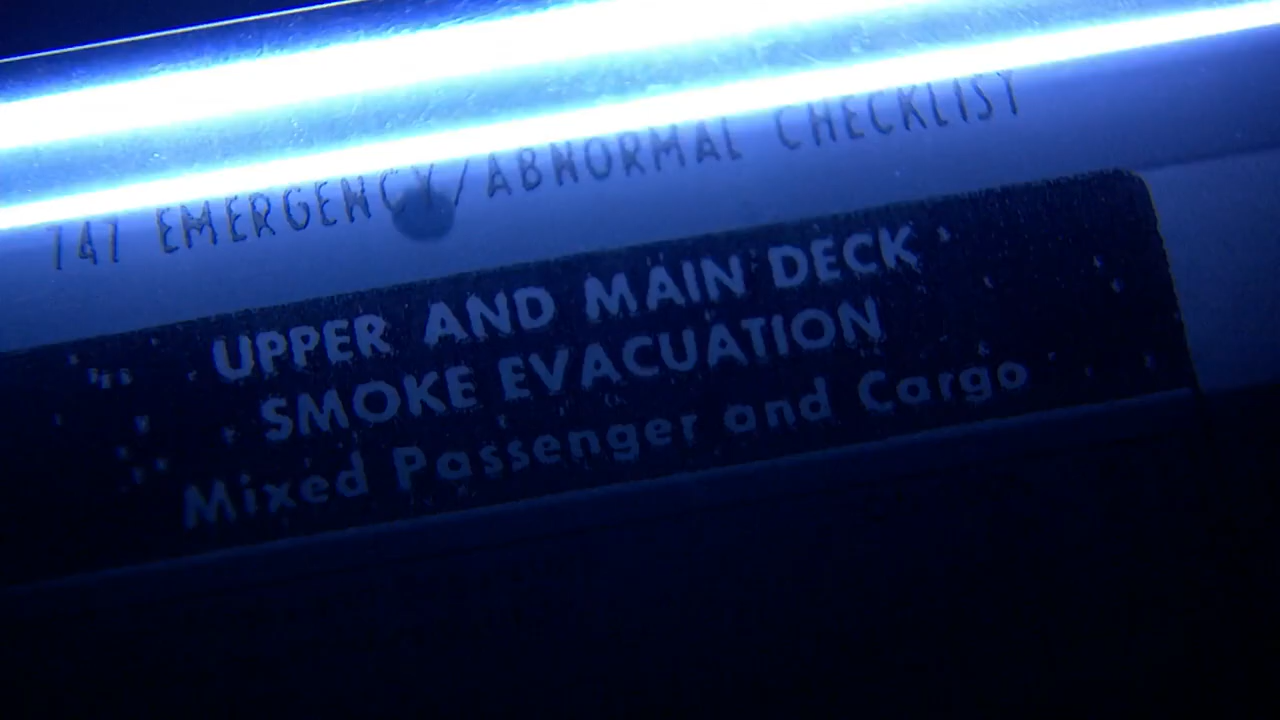 747 EMERGENCY/ABNORMAL CHECKLIST
UPPER AND MAIN DECK
SMOKE EVACUATION
Mixed Passenger and Cargo